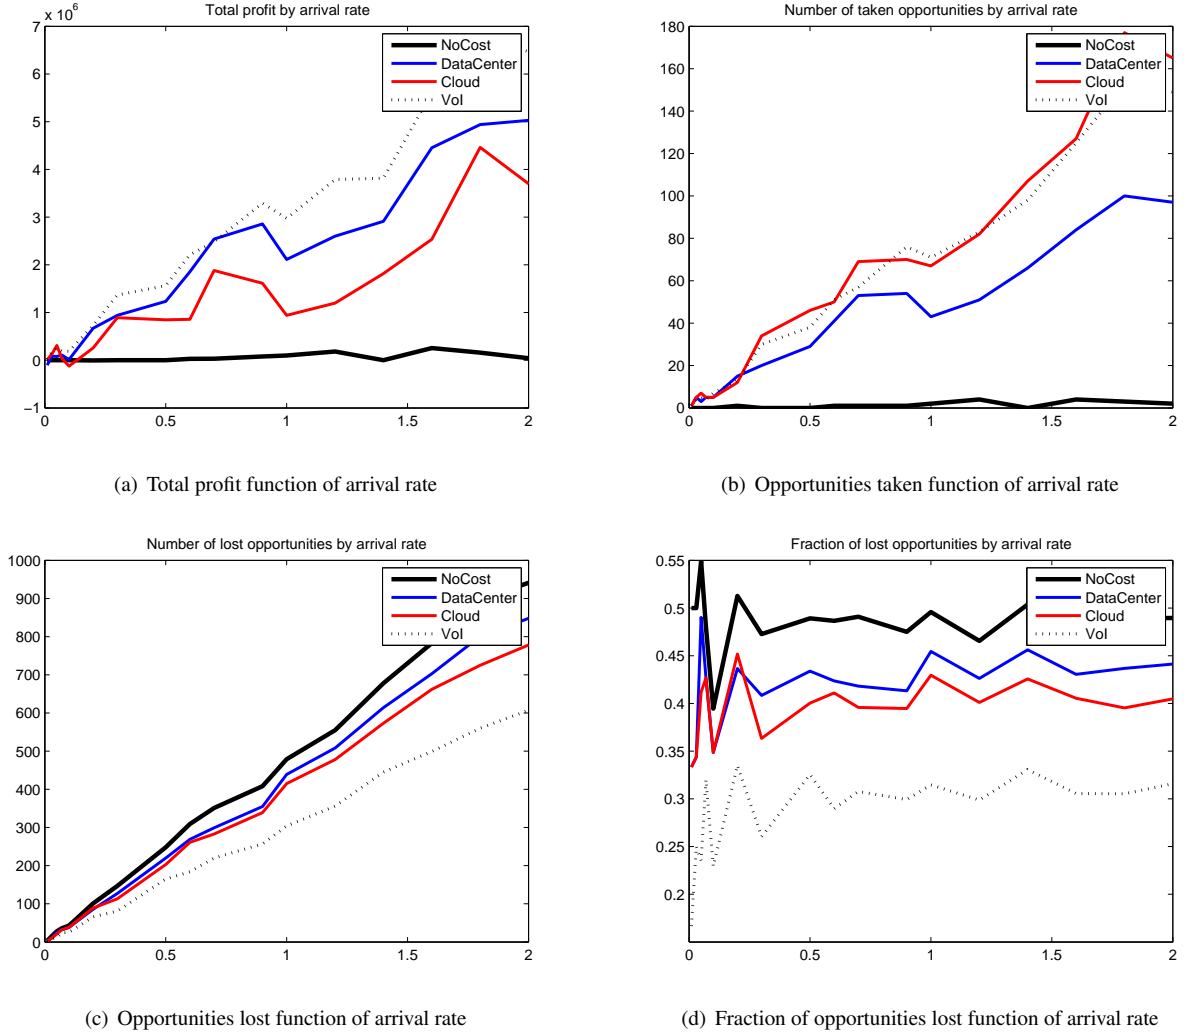 Total profit by arrival rate
x 10^6
7
6
5
4
3
2
1
0
−1
0 0.5 1 1.5 2
NoCost
DataCenter
Cloud
VoI
(a) Total profit function of arrival rate
Number of taken opportunities by arrival rate
180
160
140
120
100
80
60
40
20
0
0 0.5 1 1.5 2
NoCost
DataCenter
Cloud
VoI
(b) Opportunities taken function of arrival rate
Number of lost opportunities by arrival rate
1000
900
800
700
600
500
400
300
200
100
0
0 0.5 1 1.5 2
NoCost
DataCenter
Cloud
VoI
(c) Opportunities lost function of arrival rate
Fraction of lost opportunities by arrival rate
0.55
0.5
0.45
0.4
0.35
0.3
0.25
0.2
0 0.5 1 1.5 2
NoCost
DataCenter
Cloud
VoI
(d) Fraction of opportunities lost function of arrival rate